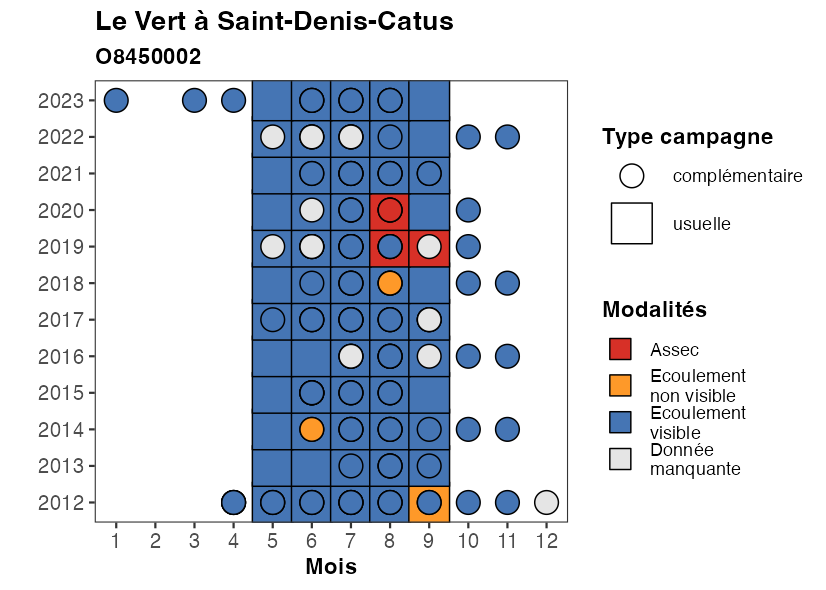 Le Vert à Saint-Denis-Catus
O8450002
2023
2022
2021
2020
2019
2018
2017
2016
2015
2014
2013
2012
1 2 3 4 5 6 7 8 9 10 11 12
Mois
Type campagne
complémentaire
usuelle
Modalités
Assec
Ecoulement
non visible
Ecoulement
visible
Donnée
manquante